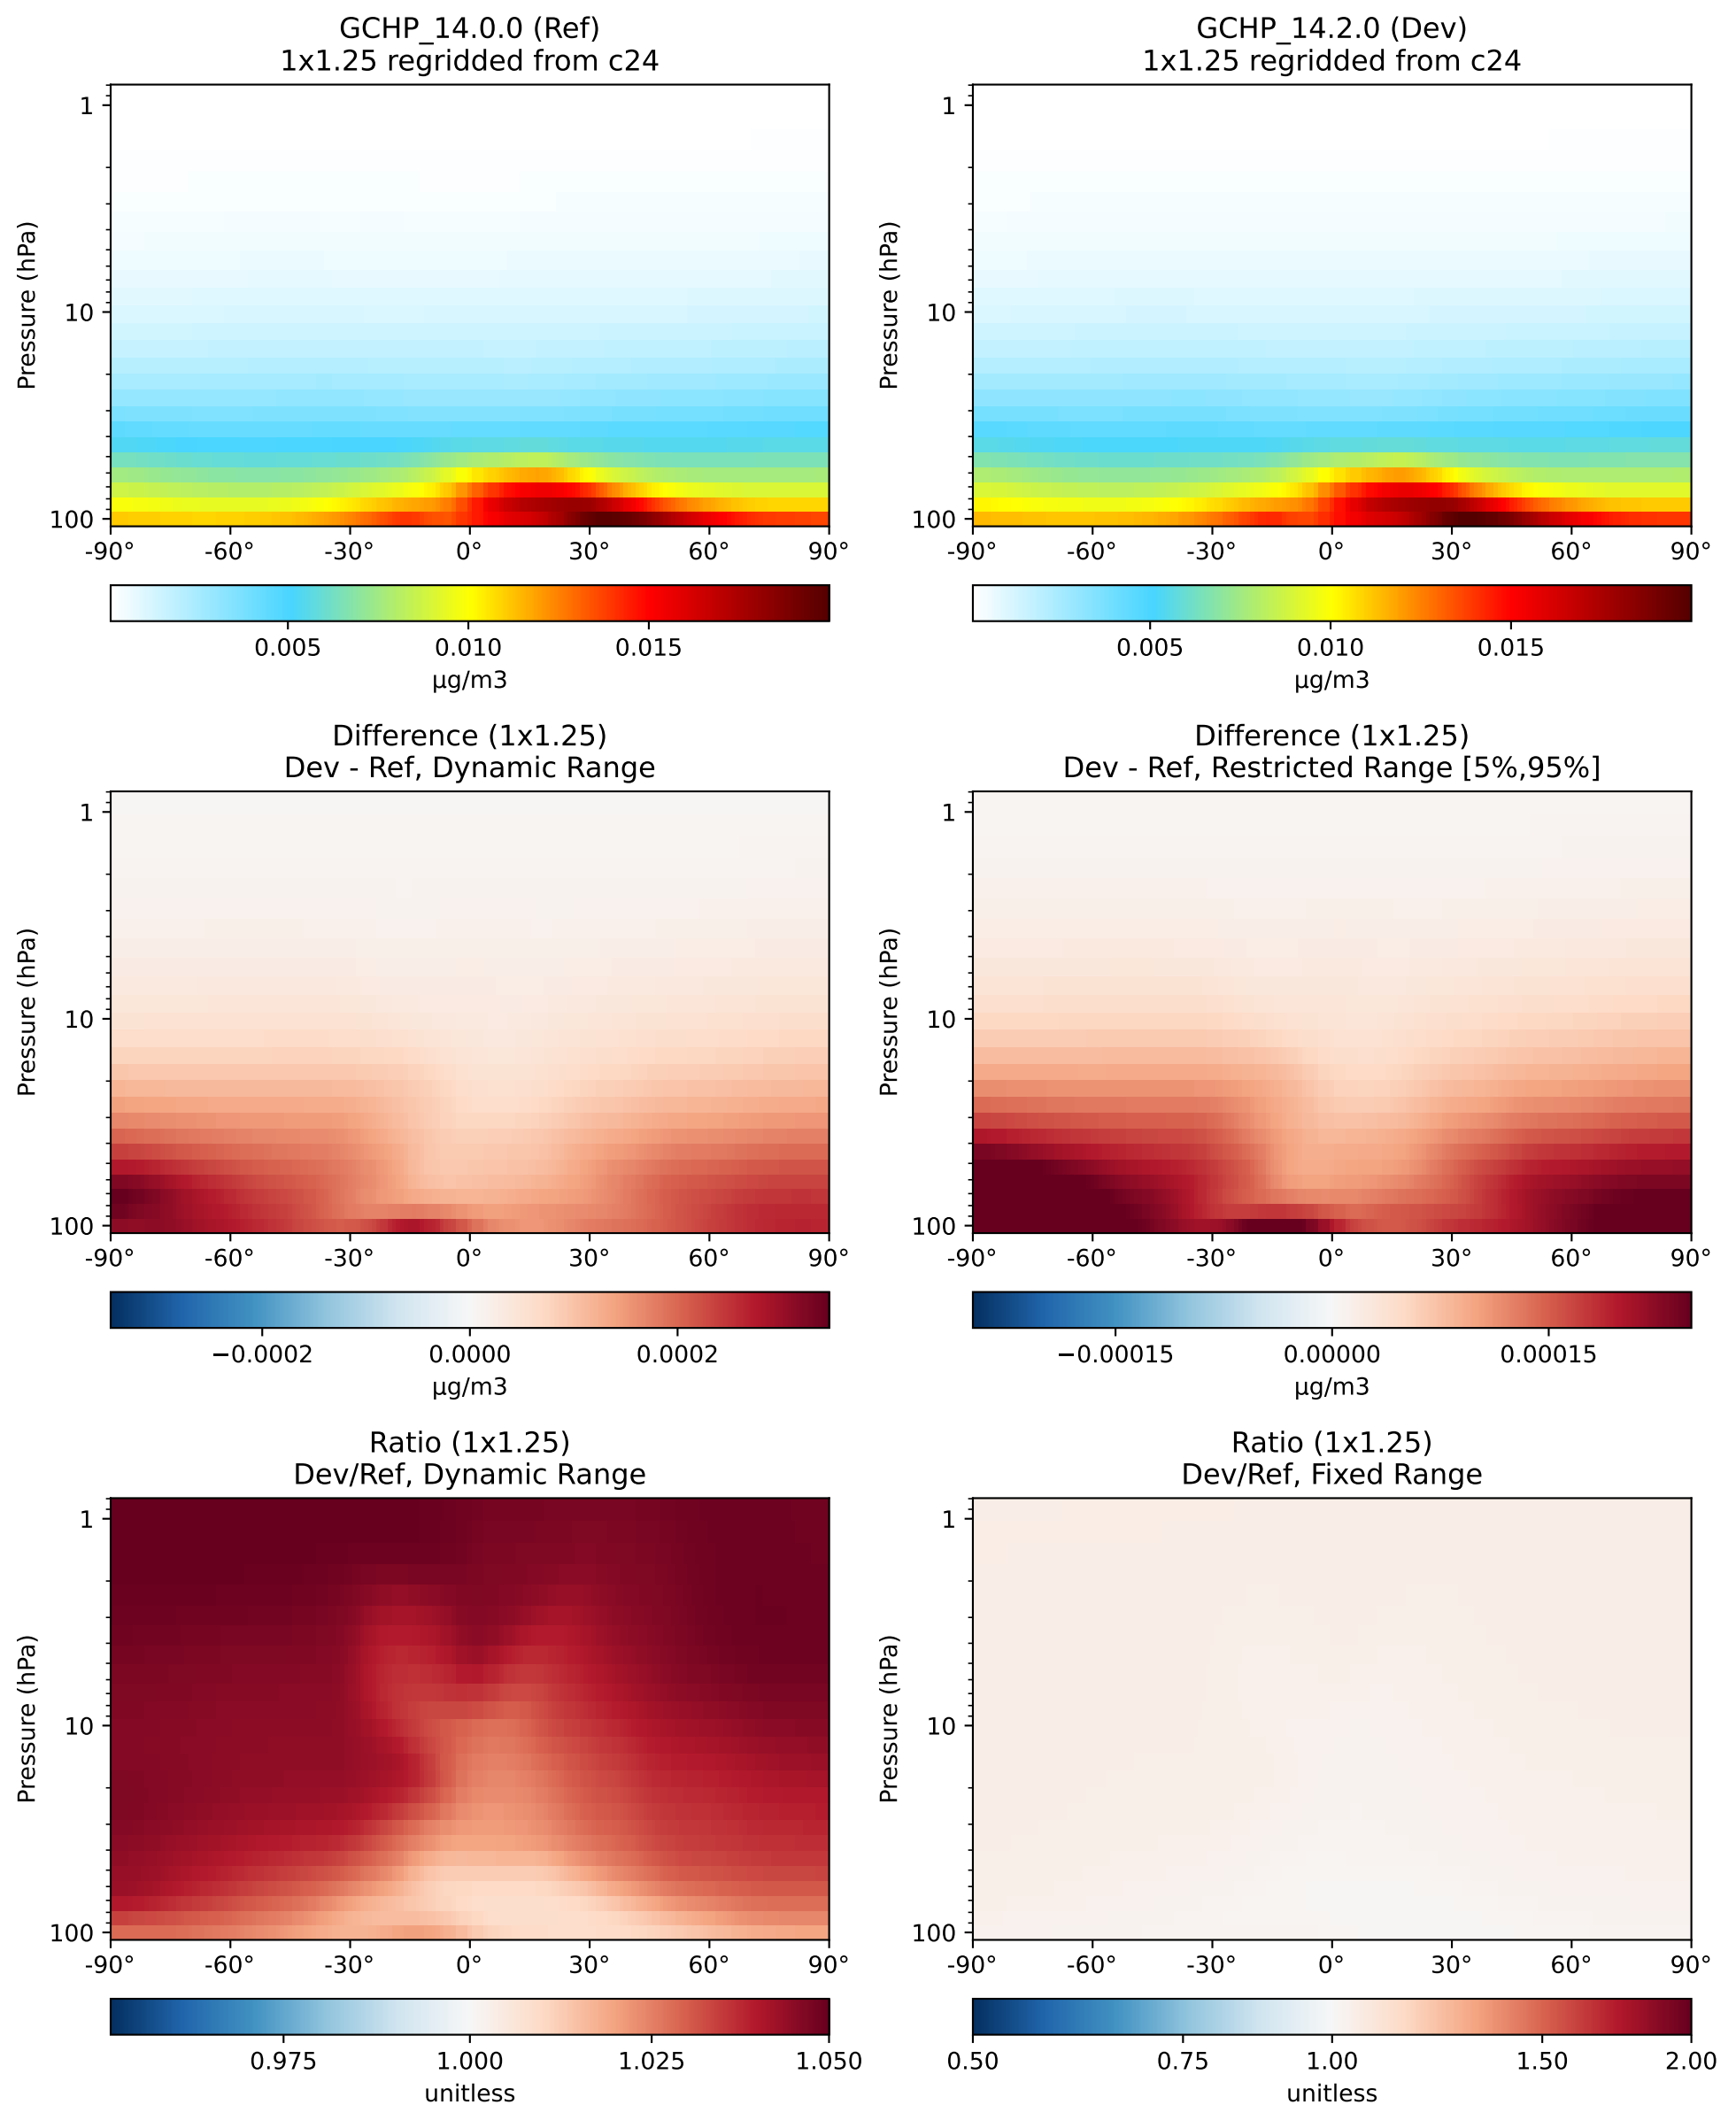 GCHP_14.0.0 (Ref)
1x1.25 regridded from c24
Pressure (hPa)
1
10
100
-90° -60° -30° 0° 30° 60° 90°
0.005 0.010 0.015
µg/m3
GCHP_14.2.0 (Dev)
1x1.25 regridded from c24
Pressure (hPa)
1
10
100
-90° -60° -30° 0° 30° 60° 90°
0.005 0.010 0.015
µg/m3
Difference (1x1.25)
Dev - Ref, Dynamic Range
Pressure (hPa)
1
10
100
-90° -60° -30° 0° 30° 60° 90°
−0.0002 0.0000 0.0002
µg/m3
Difference (1x1.25)
Dev - Ref, Restricted Range [5%,95%]
Pressure (hPa)
1
10
100
-90° -60° -30° 0° 30° 60° 90°
−0.00015 0.00000 0.00015
µg/m3
Ratio (1x1.25)
Dev/Ref, Dynamic Range
Pressure (hPa)
1
10
100
-90° -60° -30° 0° 30° 60° 90°
0.975 1.000 1.025 1.050
unitless
Ratio (1x1.25)
Dev/Ref, Fixed Range
Pressure (hPa)
1
10
100
-90° -60° -30° 0° 30° 60° 90°
0.50 0.75 1.00 1.50 2.00
unitless